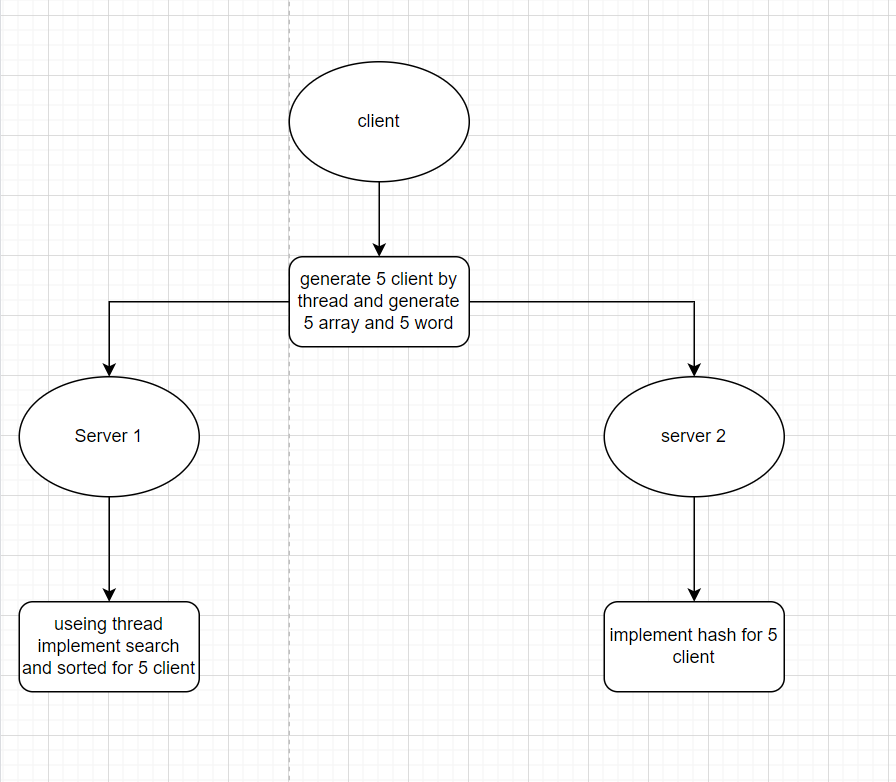 client
generate 5 client by
thread and generate
5 array and 5 word
Server 1
server 2
useing thread
implement search
and sorted for 5 client
implement hash for 5
client